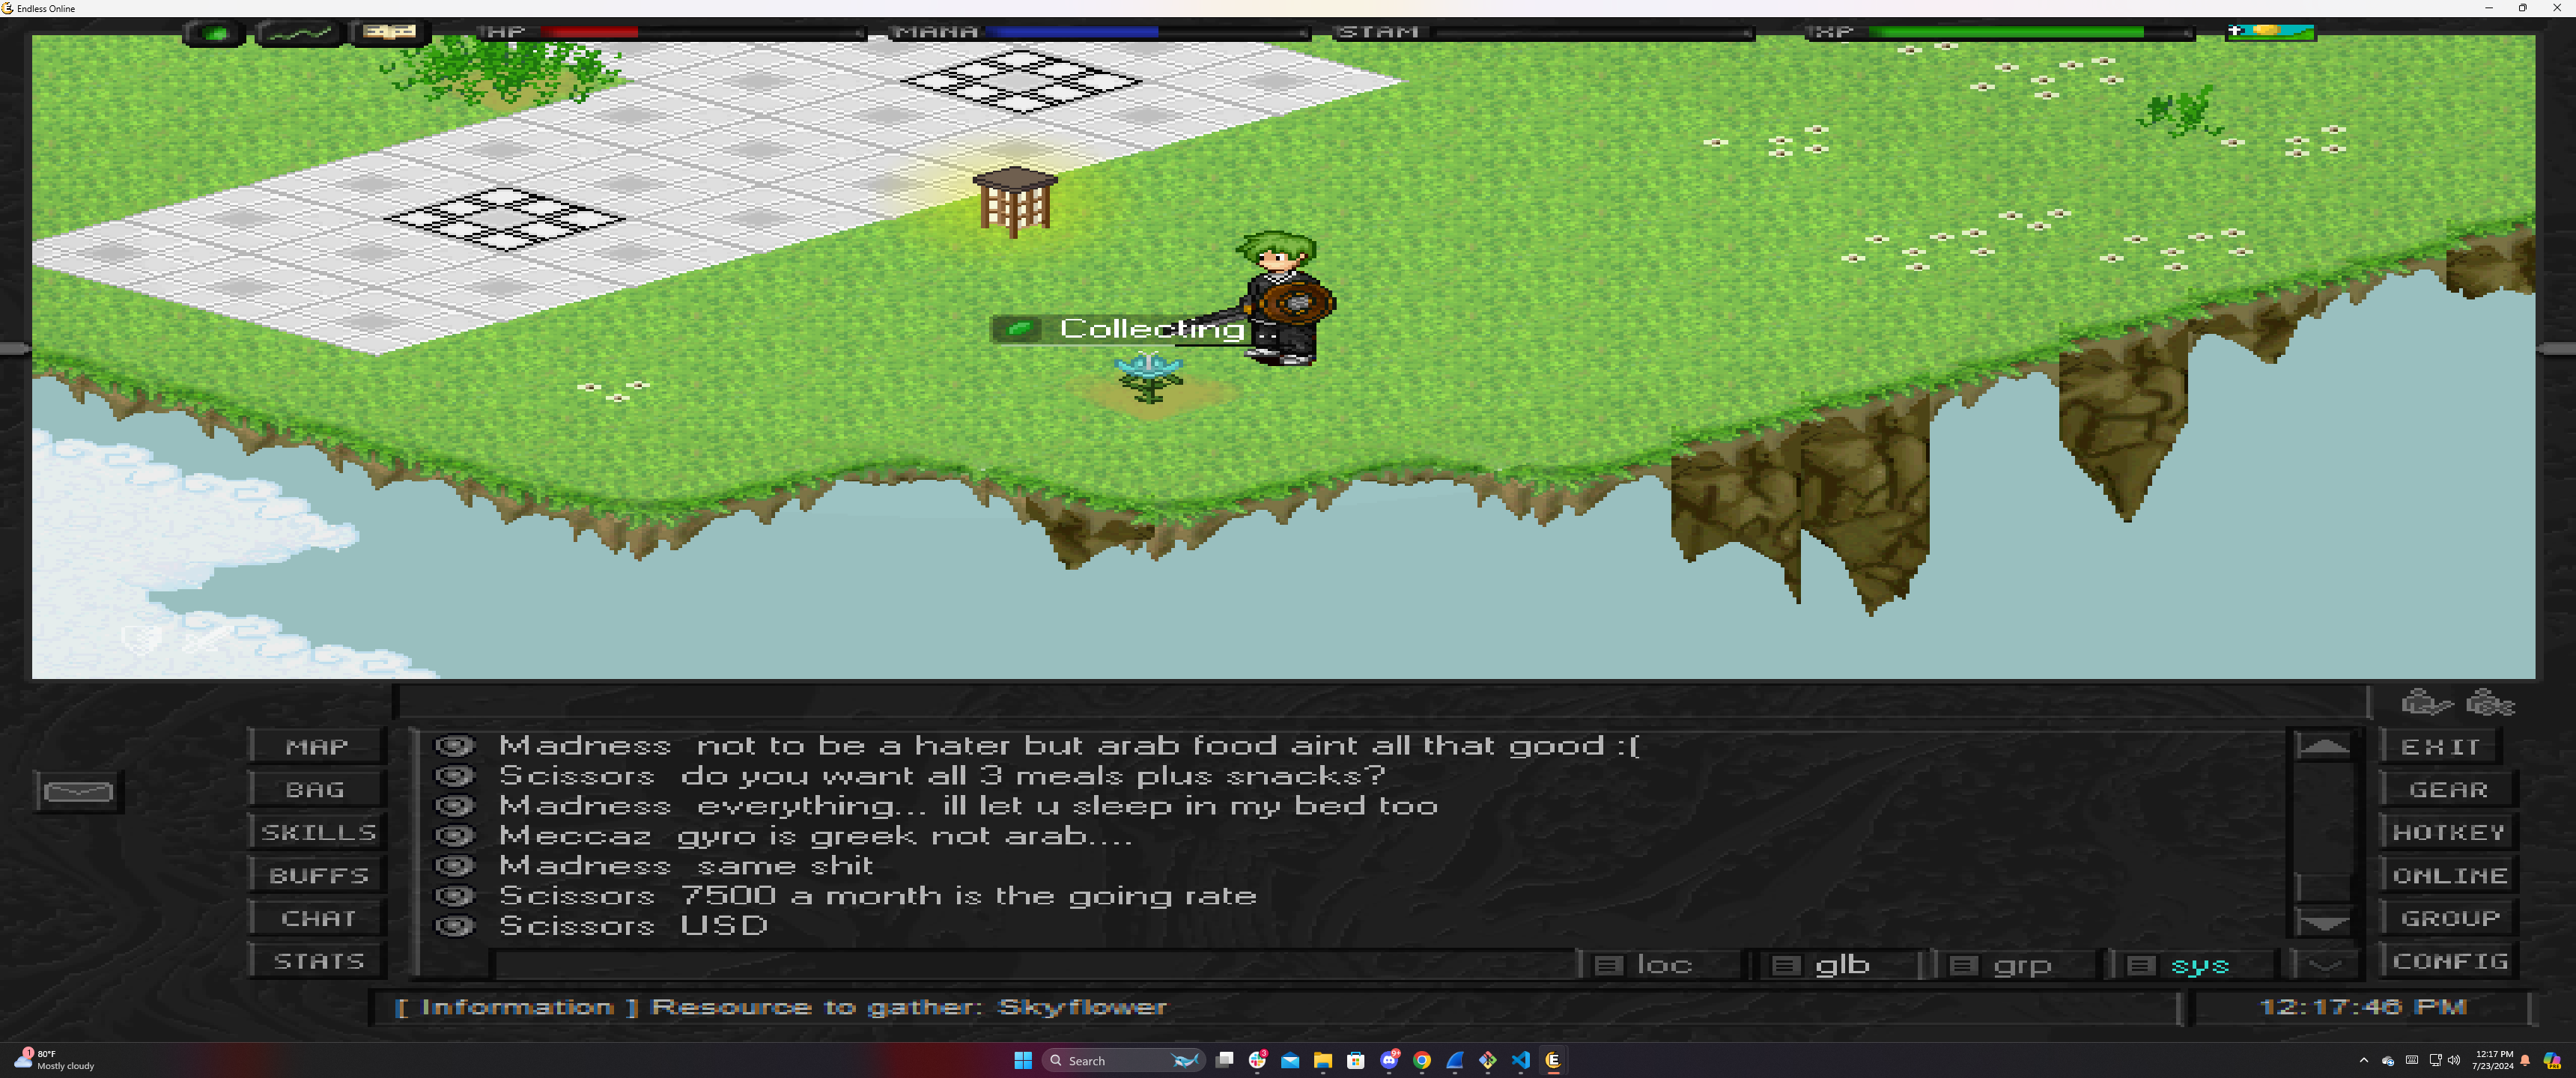 Endless Online
HP MANA STAM XP
Collecting
MAP
BAG
SKILLS
BUFFS
CHAT
STATS
Madness not to be a hater but arab food aint all that good :(
Scissors do you want all 3 meals plus snacks?
Madness everything... ill let u sleep in my bed too
Meccaz gyro is greek not arab....
Madness same shit
Scissors 7500 a month is the going rate
Scissors USD
EXIT
GEAR
HOTKEY
ONLINE
GROUP
CONFIG
loc glb grp sys
[ Information ] Resource to gather: Skyflower
12:17:46 PM
1
80°F
Mostly cloudy
Search
3
9+
12:17 PM
7/23/2024